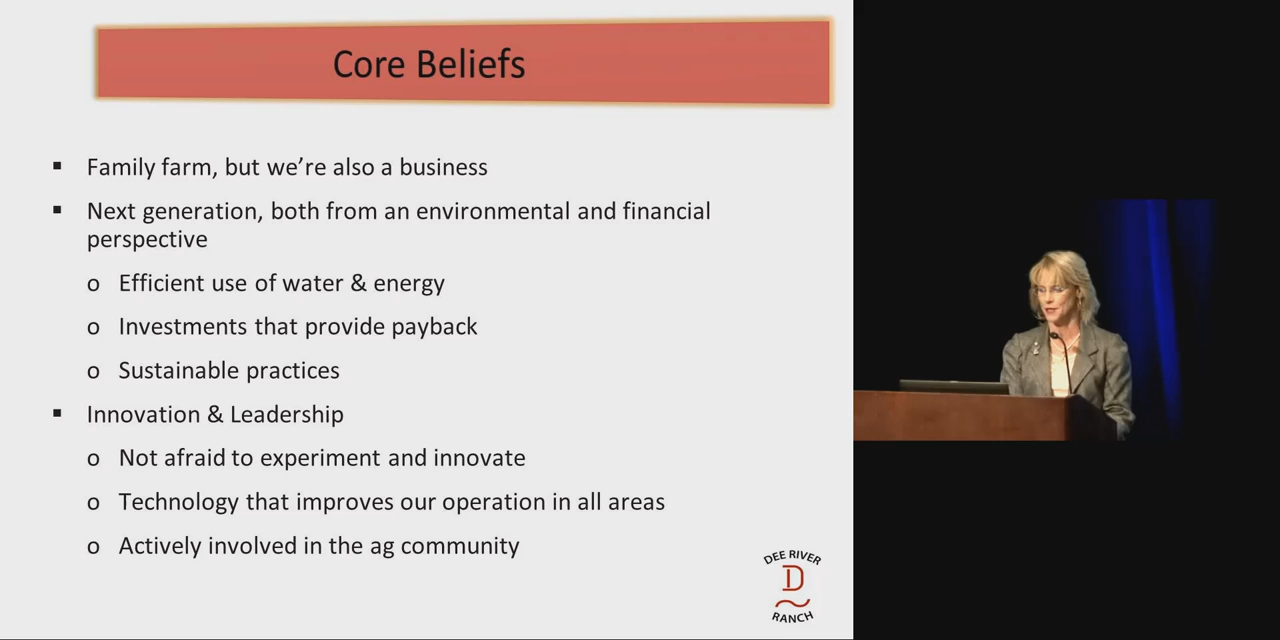 Core Beliefs
▪ Family farm, but we're also a business
▪ Next generation, both from an environmental and financial
perspective
o Efficient use of water & energy
o Investments that provide payback
o Sustainable practices
▪ Innovation & Leadership
o Not afraid to experiment and innovate
o Technology that improves our operation in all areas
o Actively involved in the ag community
DEE RIVER
D
RANCH